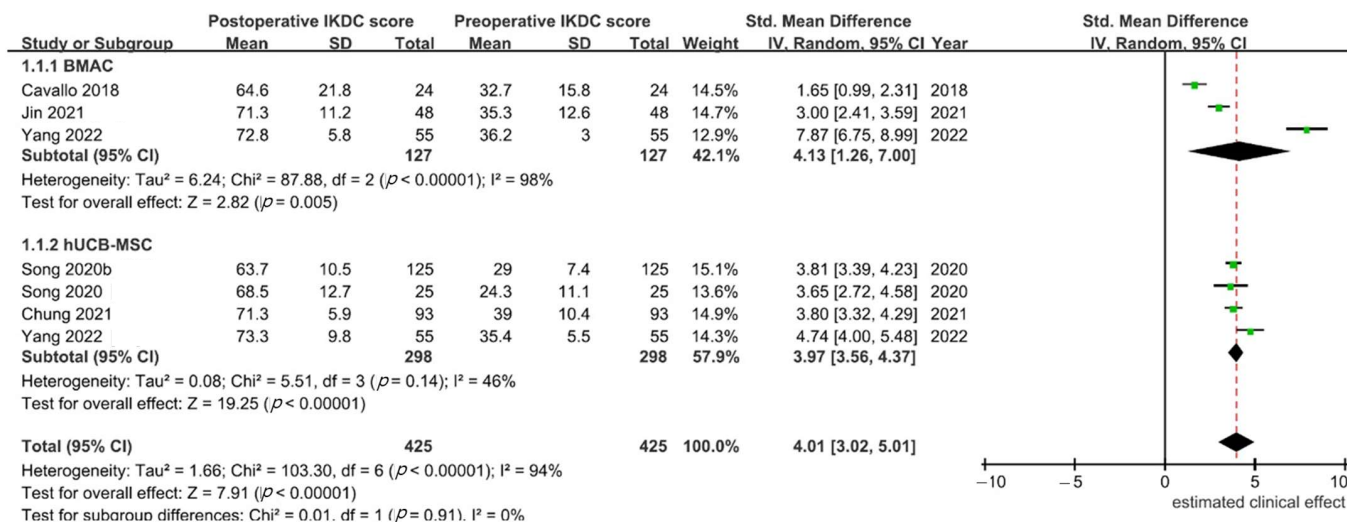 Postoperative IKDC score Preoperative IKDC score Std. Mean Difference Std. Mean Difference
Study or Subgroup Mean SD Total Mean SD Total Weight IV, Random, 95% CI Year IV, Random, 95% CI
1.1.1 BMAC
Cavallo 2018 64.6 21.8 24 32.7 15.8 24 14.5% 1.65 [0.99, 2.31] 2018
Jin 2021 71.3 11.2 48 35.3 12.6 48 14.7% 3.00 [2.41, 3.59] 2021
Yang 2022 72.8 5.8 55 36.2 3 55 12.9% 7.87 [6.75, 8.99] 2022
Subtotal (95% CI) 127 127 42.1% 4.13 [1.26, 7.00]
Heterogeneity: Tau² = 6.24; Chi² = 87.88, df = 2 (p < 0.00001); I² = 98%
Test for overall effect: Z = 2.82 (p = 0.005)
1.1.2 hUCB-MSC
Song 2020b 63.7 10.5 125 29 7.4 125 15.1% 3.81 [3.39, 4.23] 2020
Song 2020 68.5 12.7 25 24.3 11.1 25 13.6% 3.65 [2.72, 4.58] 2020
Chung 2021 71.3 5.9 93 39 10.4 93 14.9% 3.80 [3.32, 4.29] 2021
Yang 2022 73.3 9.8 55 35.4 5.5 55 14.3% 4.74 [4.00, 5.48] 2022
Subtotal (95% CI) 298 298 57.9% 3.97 [3.56, 4.37]
Heterogeneity: Tau² = 0.08; Chi² = 5.51, df = 3 (p = 0.14); I² = 46%
Test for overall effect: Z = 19.25 (p < 0.00001)
Total (95% CI) 425 425 100.0% 4.01 [3.02, 5.01]
Heterogeneity: Tau² = 1.66; Chi² = 103.30, df = 6 (p < 0.00001); I² = 94%
Test for overall effect: Z = 7.91 (p < 0.00001)
Test for subgroup differences: Chi² = 0.01, df = 1 (p = 0.91), I² = 0%
−10 −5 0 5 10
estimated clinical effect